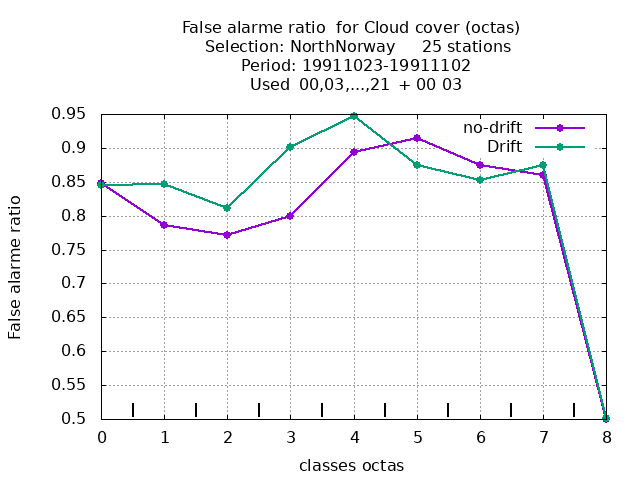 False alarme ratio  for Cloud cover (octas)
Selection: NorthNorway     25 stations
Period: 19911023-19911102
Used  00,03,...,21  + 00 03
no-drift
Drift
False alarme ratio
0.95
0.9
0.85
0.8
0.75
0.7
0.65
0.6
0.55
0.5
0 1 2 3 4 5 6 7 8
classes octas